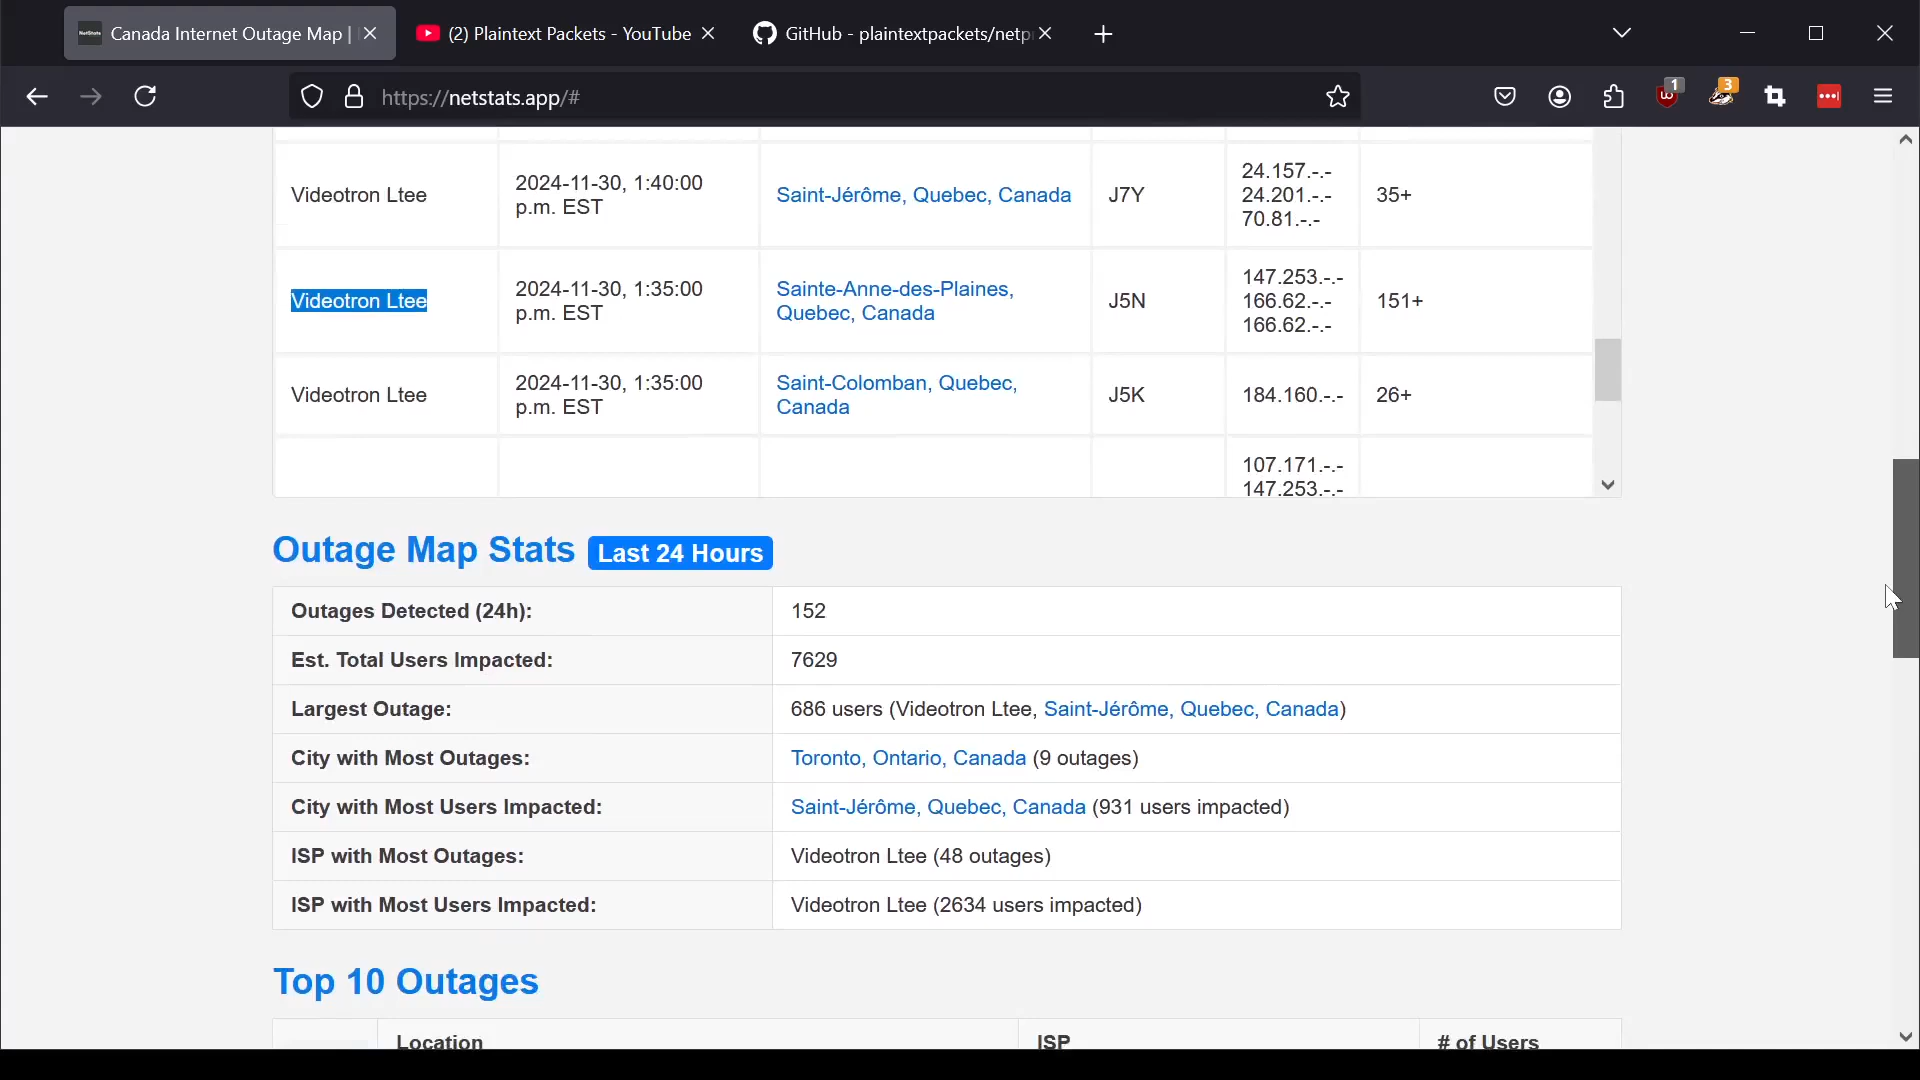 Canada Internet Outage Map |
(2) Plaintext Packets - YouTube
GitHub - plaintextpackets/netp
https://netstats.app/#
1
3
Videotron Ltee
2024-11-30, 1:40:00
p.m. EST
Saint-Jérôme, Quebec, Canada
J7Y
24.157.-.-
24.201.-.-
70.81.-.-
35+
Videotron Ltee
2024-11-30, 1:35:00
p.m. EST
Sainte-Anne-des-Plaines,
Quebec, Canada
J5N
147.253.-.-
166.62.-.-
166.62.-.-
151+
Videotron Ltee
2024-11-30, 1:35:00
p.m. EST
Saint-Colomban, Quebec,
Canada
J5K
184.160.-.-
26+
107.171.-.-
147.253.-.-
Outage Map Stats Last 24 Hours
Outages Detected (24h): 152
Est. Total Users Impacted: 7629
Largest Outage: 686 users (Videotron Ltee, Saint-Jérôme, Quebec, Canada)
City with Most Outages: Toronto, Ontario, Canada (9 outages)
City with Most Users Impacted: Saint-Jérôme, Quebec, Canada (931 users impacted)
ISP with Most Outages: Videotron Ltee (48 outages)
ISP with Most Users Impacted: Videotron Ltee (2634 users impacted)
Top 10 Outages
Location ISP # of Users